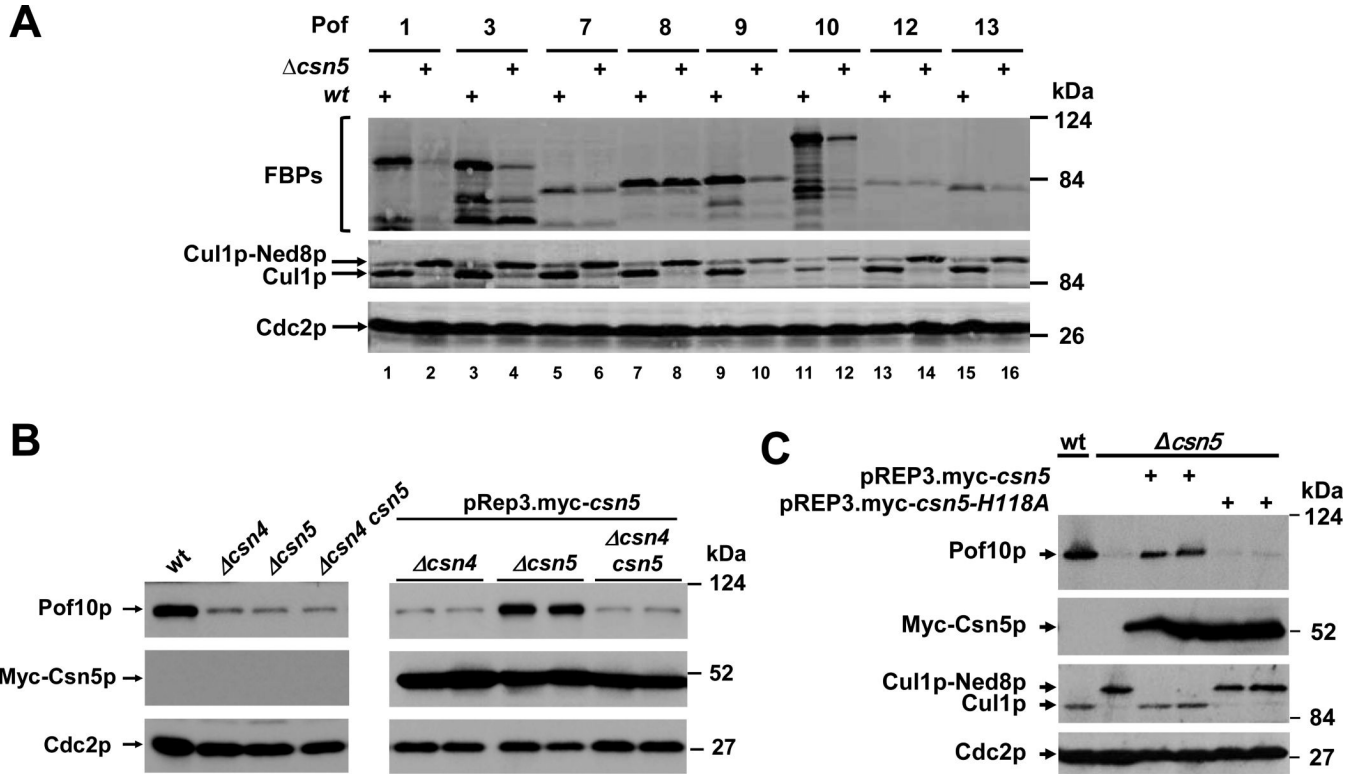 A
Pof 1 3 7 8 9 10 12 13
Δcsn5 + + + + + + + +
wt + + + + + + + +
kDa
124
FBPs
84
Cul1p-Ned8p
Cul1p
84
Cdc2p
26
1 2 3 4 5 6 7 8 9 10 11 12 13 14 15 16
B
wt Δcsn4 Δcsn5 Δcsn4 csn5
pRep3.myc-csn5
Δcsn4 Δcsn5 Δcsn4 csn5
kDa
124
Pof10p
Myc-Csn5p
52
Cdc2p
27
C
wt Δcsn5
pREP3.myc-csn5 + +
pREP3.myc-csn5-H118A + +
kDa
124
Pof10p
Myc-Csn5p
52
Cul1p-Ned8p
Cul1p
84
Cdc2p
27